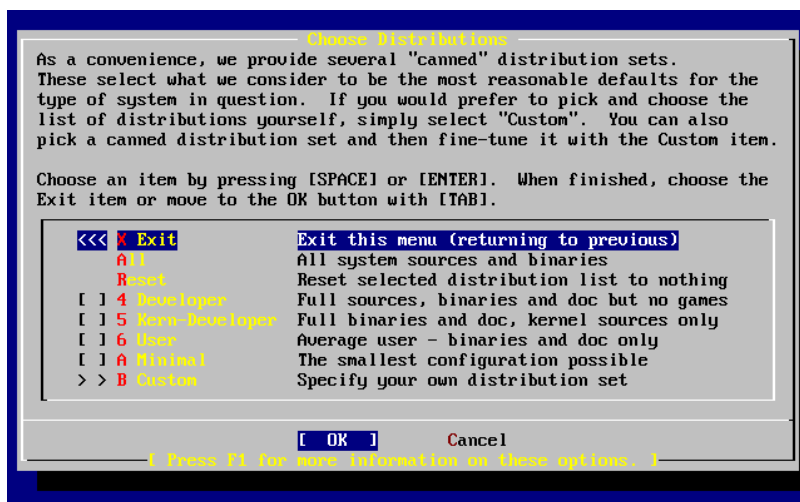 Choose Distributions
As a convenience, we provide several "canned" distribution sets.
These select what we consider to be the most reasonable defaults for the
type of system in question.  If you would prefer to pick and choose the
list of distributions yourself, simply select "Custom".  You can also
pick a canned distribution set and then fine-tune it with the Custom item.
Choose an item by pressing [SPACE] or [ENTER].  When finished, choose the
Exit item or move to the OK button with [TAB].
<<< X Exit Exit this menu (returning to previous)
All All system sources and binaries
Reset Reset selected distribution list to nothing
[ ] 4 Developer Full sources, binaries and doc but no games
[ ] 5 Kern-Developer Full binaries and doc, kernel sources only
[ ] 6 User Average user - binaries and doc only
[ ] A Minimal The smallest configuration possible
> > B Custom Specify your own distribution set
[ OK ] Cancel
[ Press F1 for more information on these options. ]